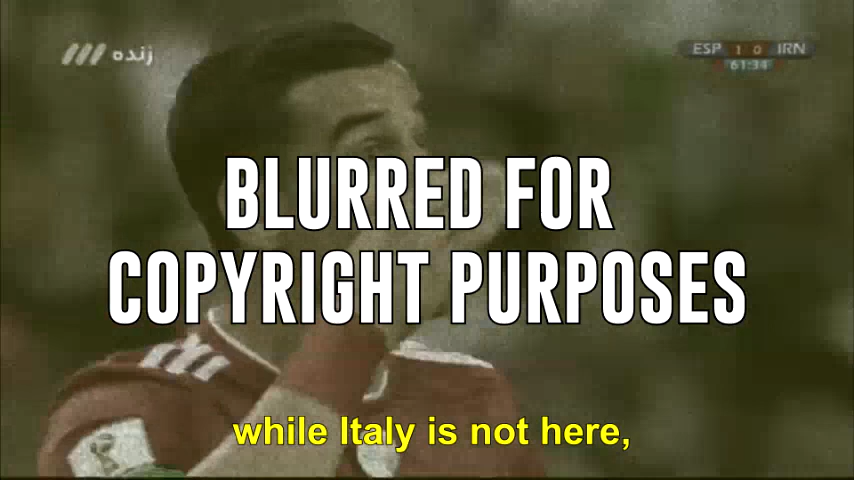 زنده
ESP 1 0 IRN
61:34
BLURRED FOR
COPYRIGHT PURPOSES
while Italy is not here,